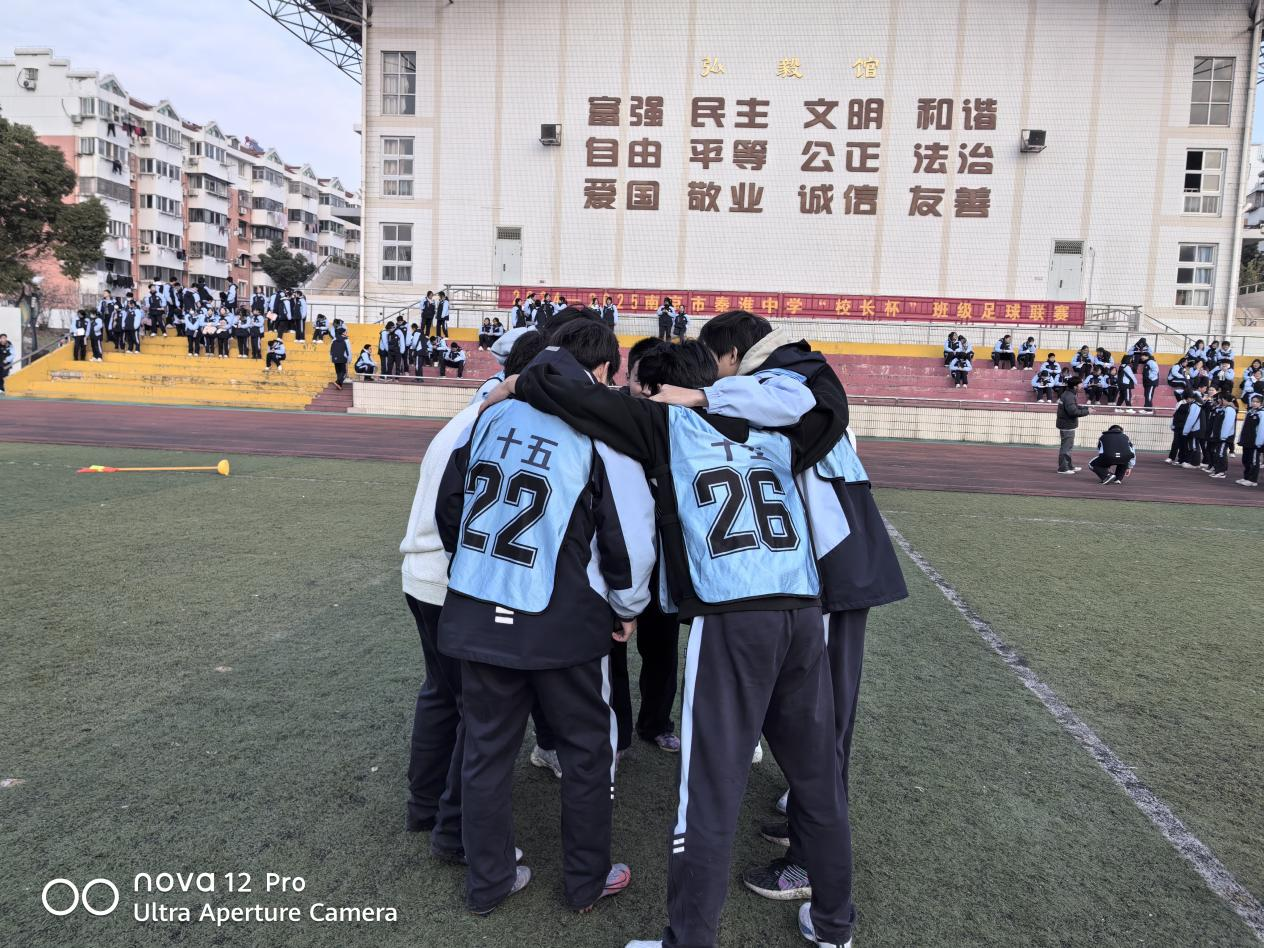 弘毅馆
富强 民主 文明 和谐
自由 平等 公正 法治
爱国 敬业 诚信 友善
2025南京市秦淮中学“校长杯”班级足球联赛
十五
22
26
nova 12 Pro
Ultra Aperture Camera